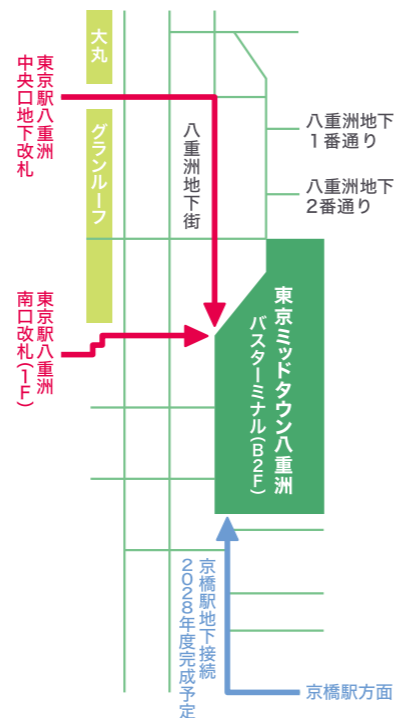 大丸
東京駅八重洲
中央口地下改札
グランルーフ
八重洲地下街
八重洲地下
1番通り
八重洲地下
2番通り
東京駅八重洲
南口改札(1F)
東京ミッドタウン八重洲
バスターミナル(B2F)
京橋駅地下接続
2028年度完成予定
京橋駅方面